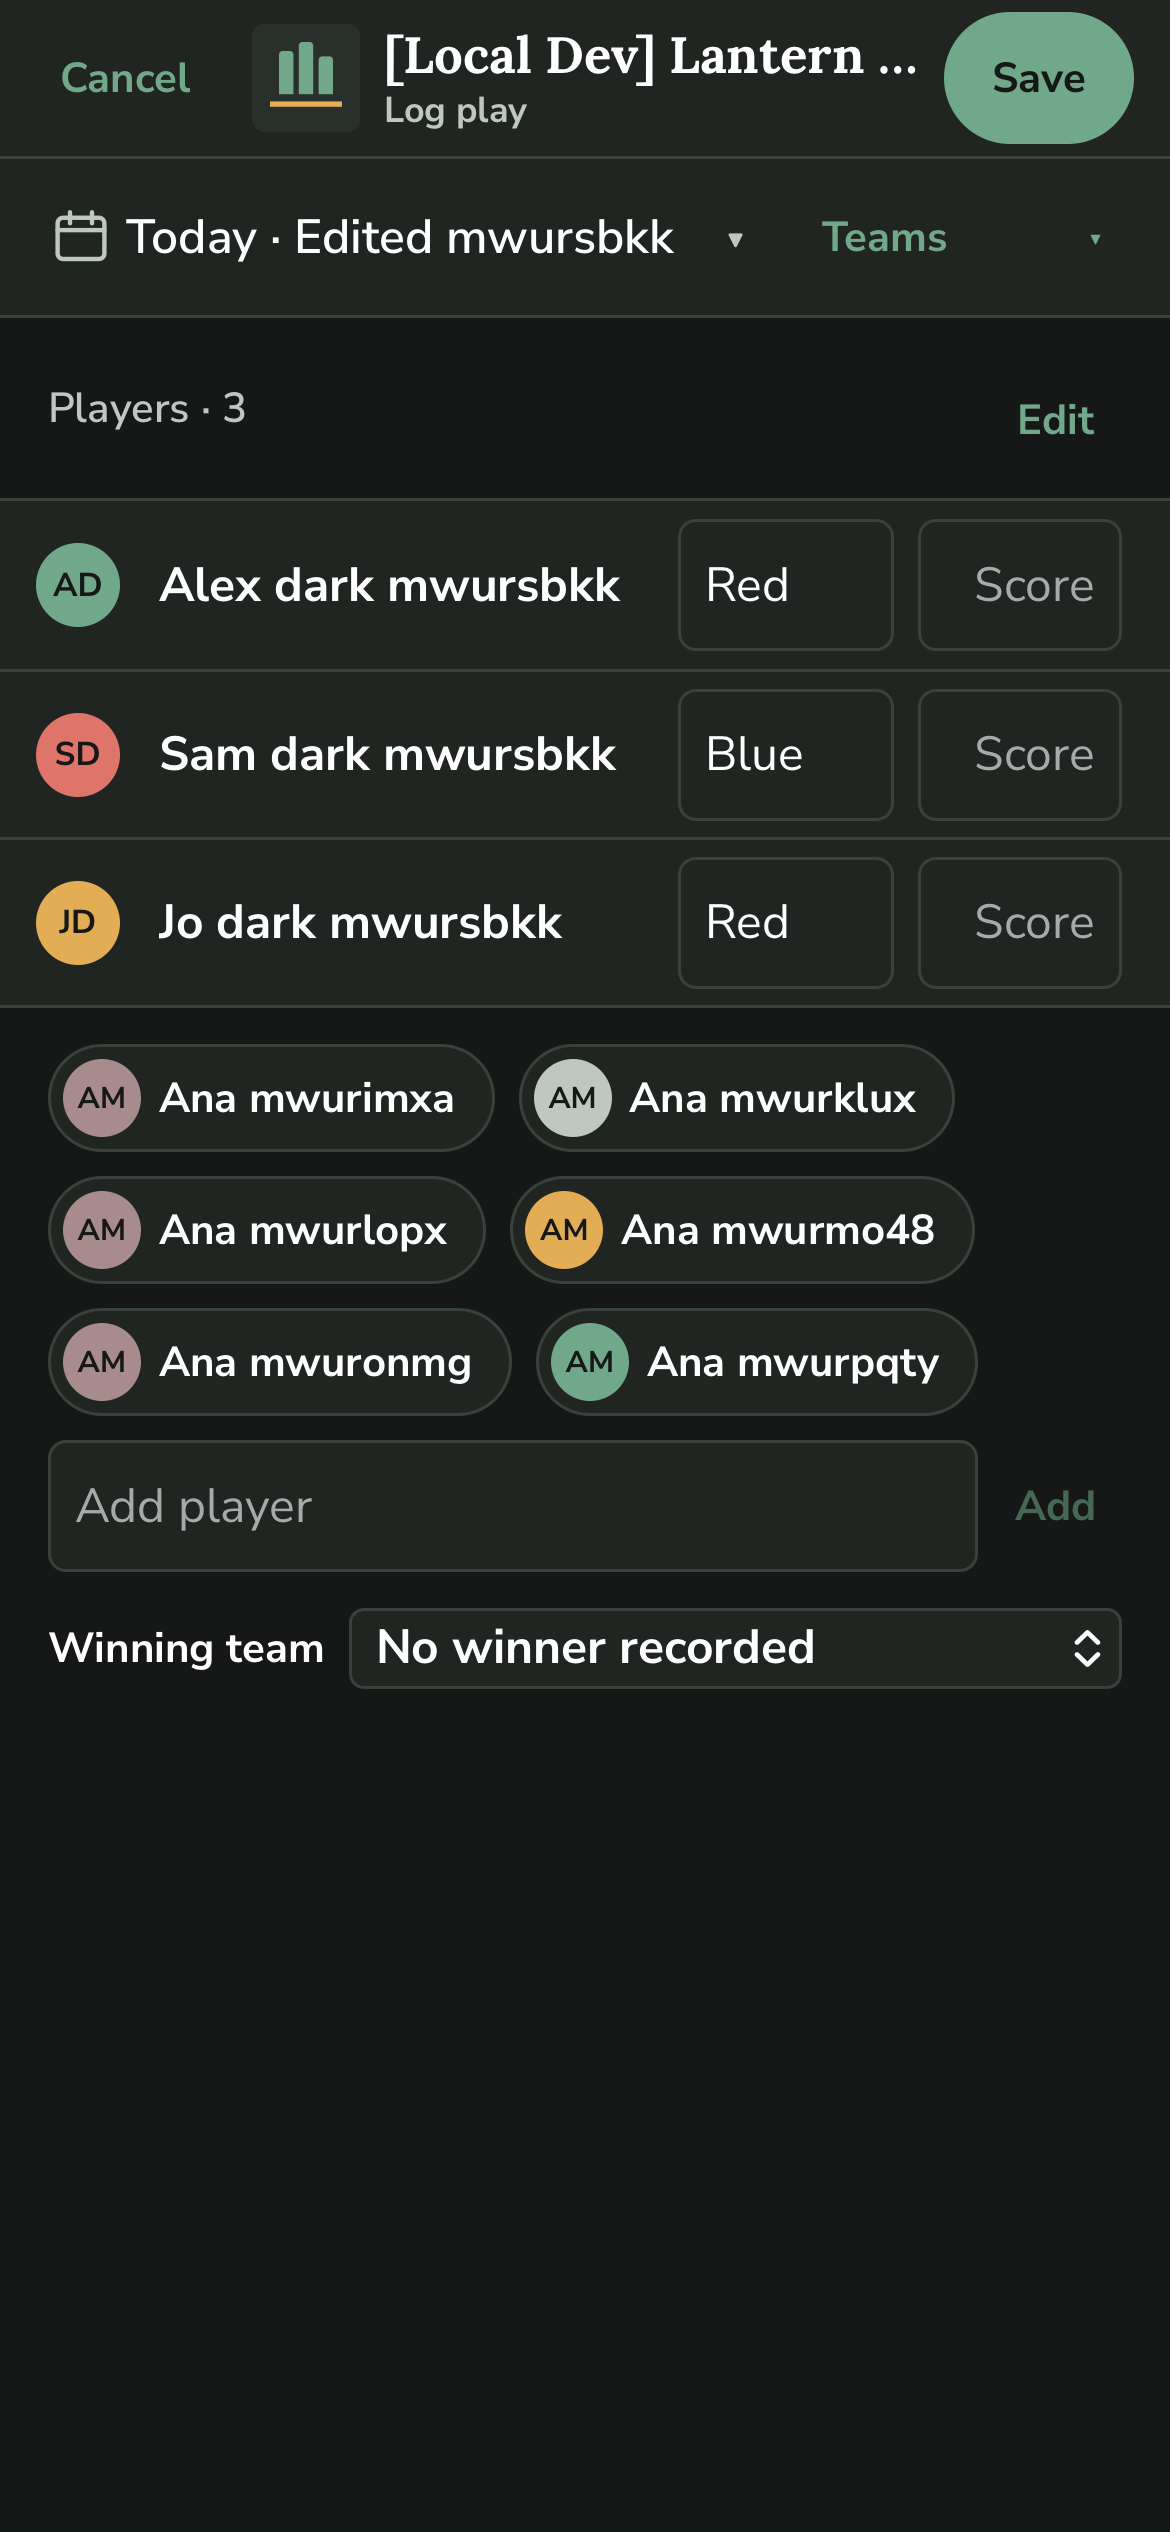 Cancel
[Local Dev] Lantern ...
Log play
Save
Today · Edited mwursbkk
Teams
Players · 3
Edit
AD Alex dark mwursbkk Red Score
SD Sam dark mwursbkk Blue Score
JD Jo dark mwursbkk Red Score
AM Ana mwurimxa
AM Ana mwurklux
AM Ana mwurlopx
AM Ana mwurmo48
AM Ana mwuronmg
AM Ana mwurpqty
Add player
Add
Winning team No winner recorded